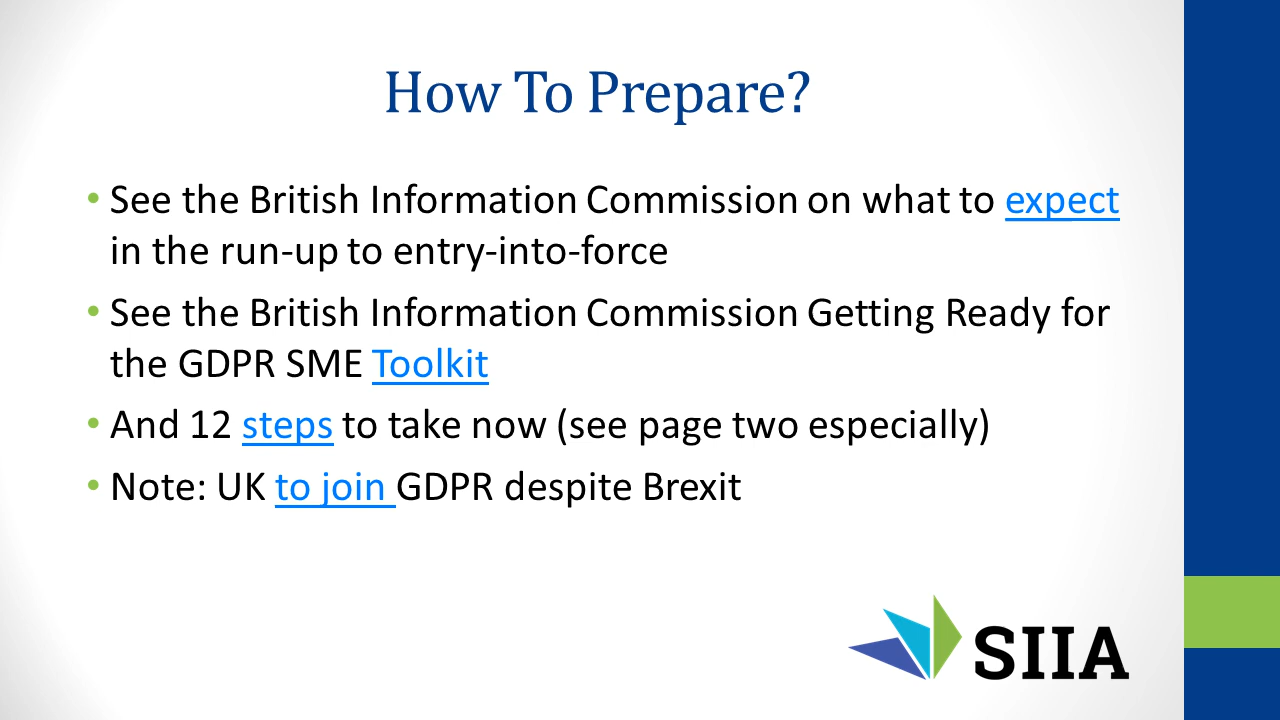 How To Prepare?
• See the British Information Commission on what to expect
in the run-up to entry-into-force
• See the British Information Commission Getting Ready for
the GDPR SME Toolkit
• And 12 steps to take now (see page two especially)
• Note: UK to join GDPR despite Brexit
SIIA